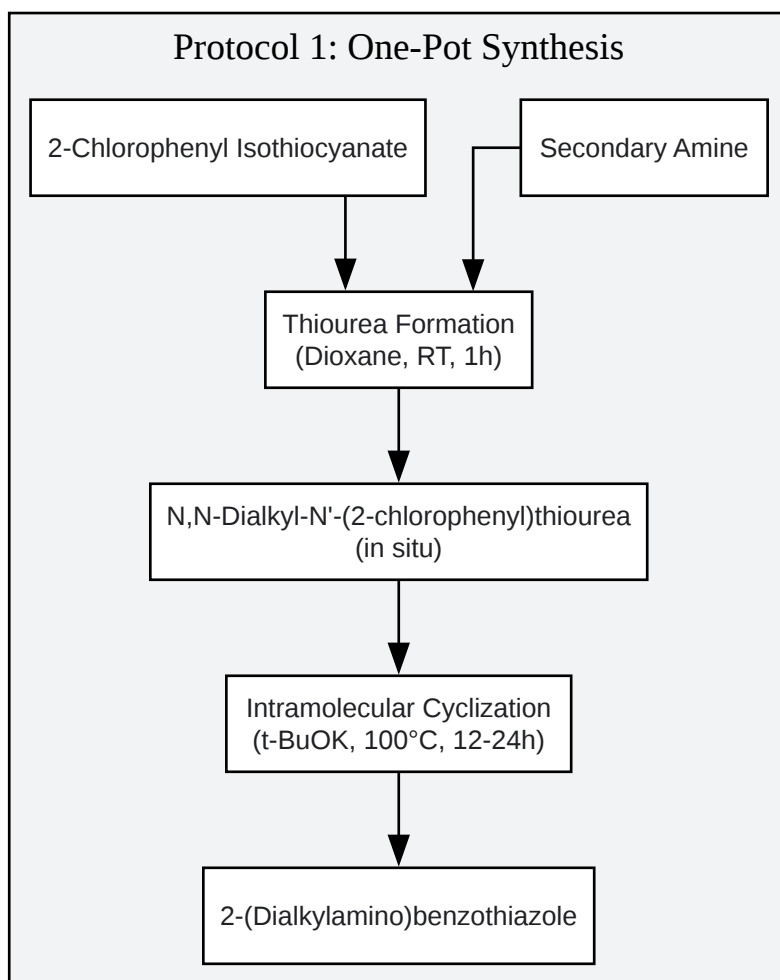 Protocol 1: One-Pot Synthesis
2-Chlorophenyl Isothiocyanate
Secondary Amine
Thiourea Formation
(Dioxane, RT, 1h)
N,N-Dialkyl-N'-(2-chlorophenyl)thiourea
(in situ)
Intramolecular Cyclization
(t-BuOK, 100°C, 12-24h)
2-(Dialkylamino)benzothiazole